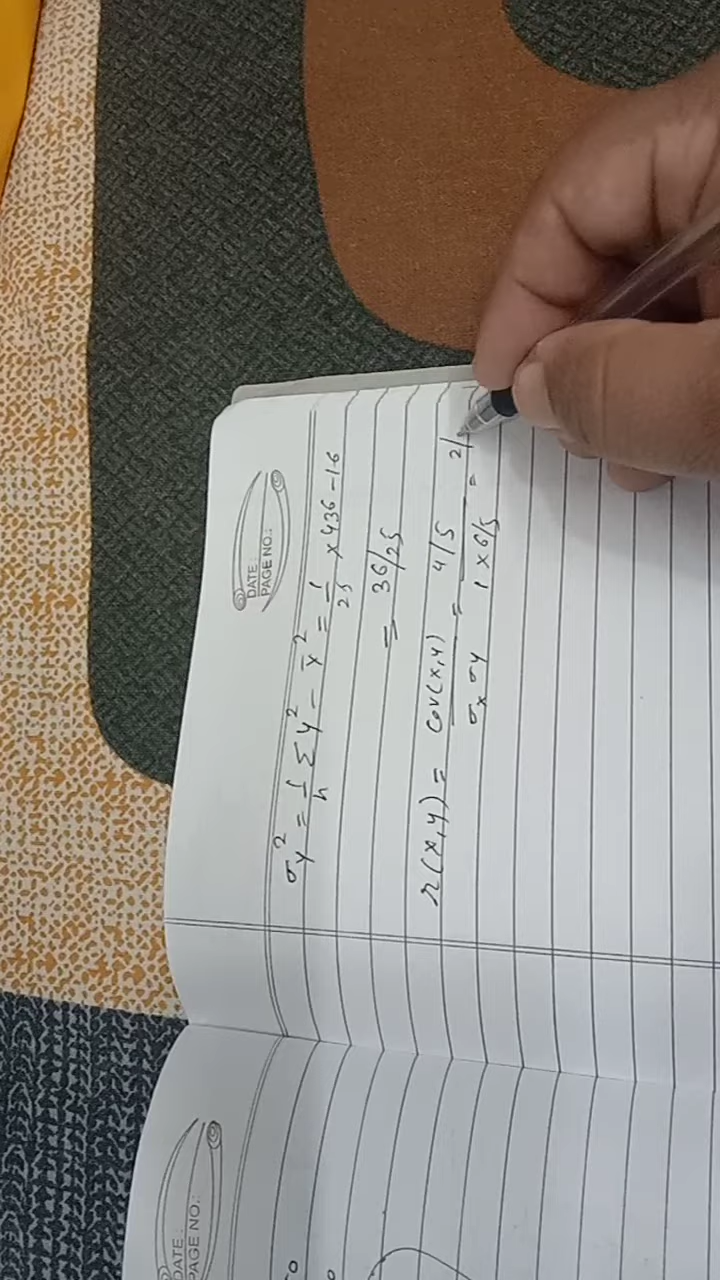 DATE:
PAGE NO.:
σy² = 1/n Σy² - x̄² = 1/25 × 436 - 16
= 36/25
r(x,y) = cov(x,y)/σx σy = 4/5 / 1 × 6/5 = 2/
DATE:
PAGE NO.: